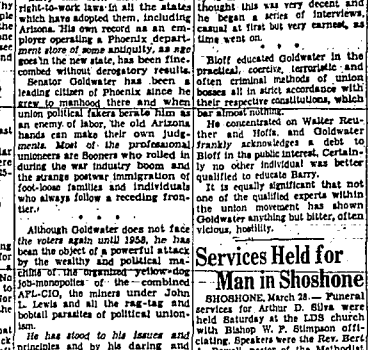 right-to-work laws in all the states
which have adopted them, including
Arizona. His own record as an em-
ployer operating a Phoenix depart-
ment store of some antiquity, as age
goes in the new state, has been fine-
combed without derogatory results.
Senator Goldwater has been a
leading citizen of Phoenix since he
grew to manhood there and when
union political fakers berate him as
an enemy of labor, the old Arizona
hands can make their own judg-
ments. Most of the professional
unioneers are Boomers who rolled in
during the war industry boom and
the strange postwar immigration of
foot-loose families and individuals
who always follow a receding fron-
tier.
Although Goldwater does not face
the voters again until 1958, he has
been the object of a powerful attack
by the wealthy and political ma-
chine of the organized yellow-dog
job-monopolies of the combined
AFL-CIO, the miners under John
L. Lewis and all the rag-tag and
bobtail parasites of political union-
ism.
He has stood to his issues and
principles and by his daring and
thought this was very decent and
he began a series of interviews,
casual at first but very earnest, as
time went on.
Bloff educated Goldwater in the
practical, coercive, terroristic and
often criminal methods of union
bosses all in strict accordance with
their respective constitutions, which
bar almost nothing.
He concentrated on Walter Reu-
ther and Hoffa, and Goldwater
frankly acknowledges a debt to
Bloff in the public interest. Certain-
ly no other individual was better
qualified to educate Barry.
It is equally significant that not
one of the qualified experts within
the union movement has shown
Goldwater anything but bitter, often
vicious, hostility.
Services Held for
Man in Shoshone
SHOSHONE, March 28.— Funeral
services for Arthur D. Silva were
held Saturday at the LDS church
with Bishop W. P. Stimpson offi-
ciating. Speakers were the Rev. Bert